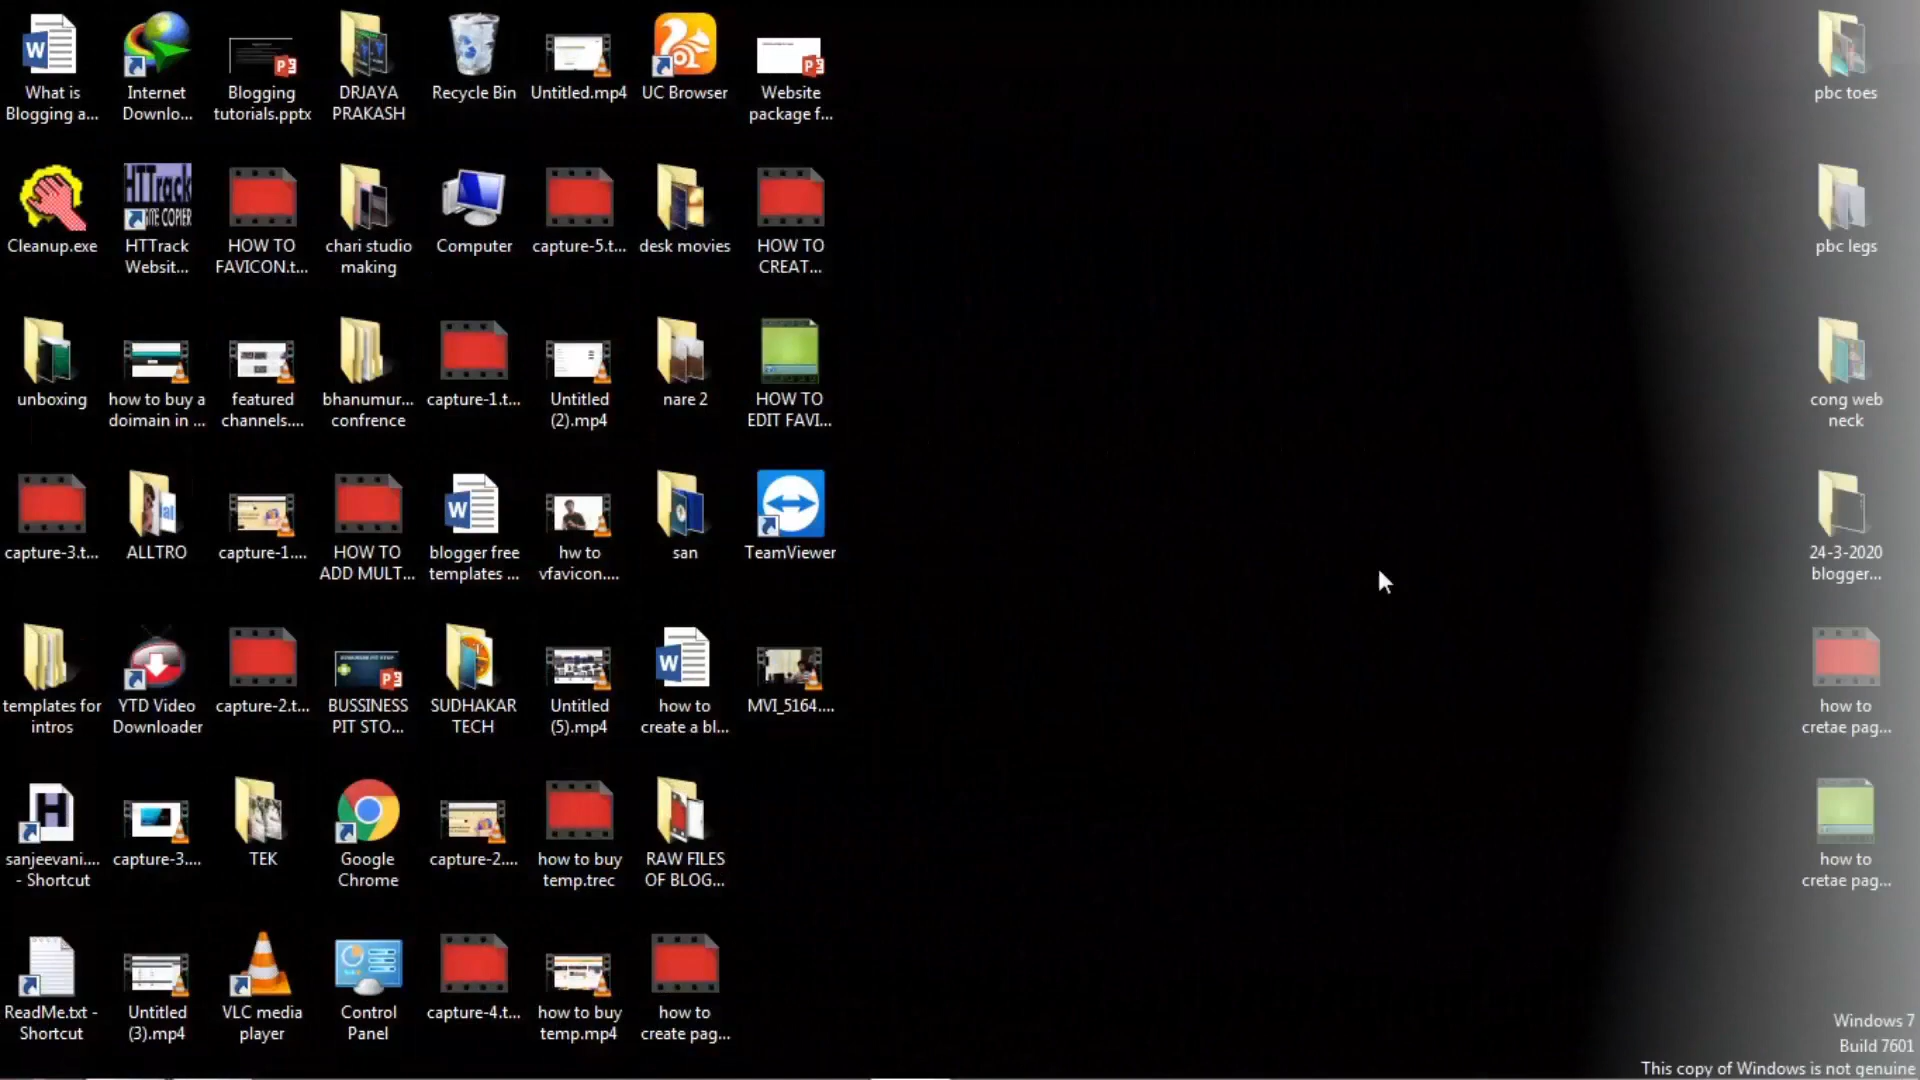 What is
Blogging a...
Internet
Downlo...
Blogging
tutorials.pptx
DRJAYA
PRAKASH
Recycle Bin
Untitled.mp4
UC Browser
Website
package f...
pbc toes
Cleanup.exe
HTTrack
SITE COPIER
HTTrack
Websit...
HOW TO
FAVICON.t...
chari studio
making
Computer
capture-5.t...
desk movies
HOW TO
CREAT...
pbc legs
unboxing
how to buy a
doimain in ...
featured
channels....
bhanumur...
confrence
capture-1.t...
Untitled
(2).mp4
nare 2
HOW TO
EDIT FAVI...
cong web
neck
capture-3.t...
ALLTRO
capture-1....
HOW TO
ADD MULT...
blogger free
templates ...
hw to
vfavicon....
san
TeamViewer
24-3-2020
blogger...
templates for
intros
YTD Video
Downloader
capture-2.t...
BUSSINESS
PIT STO...
SUDHAKAR
TECH
Untitled
(5).mp4
how to
create a bl...
MVI_5164....
how to
cretae pag...
sanjeevani....
- Shortcut
capture-3....
TEK
Google
Chrome
capture-2....
how to buy
temp.trec
RAW FILES
OF BLOG...
how to
cretae pag...
ReadMe.txt -
Shortcut
Untitled
(3).mp4
VLC media
player
Control
Panel
capture-4.t...
how to buy
temp.mp4
how to
create pag...
Windows 7
Build 7601
This copy of Windows is not genuine